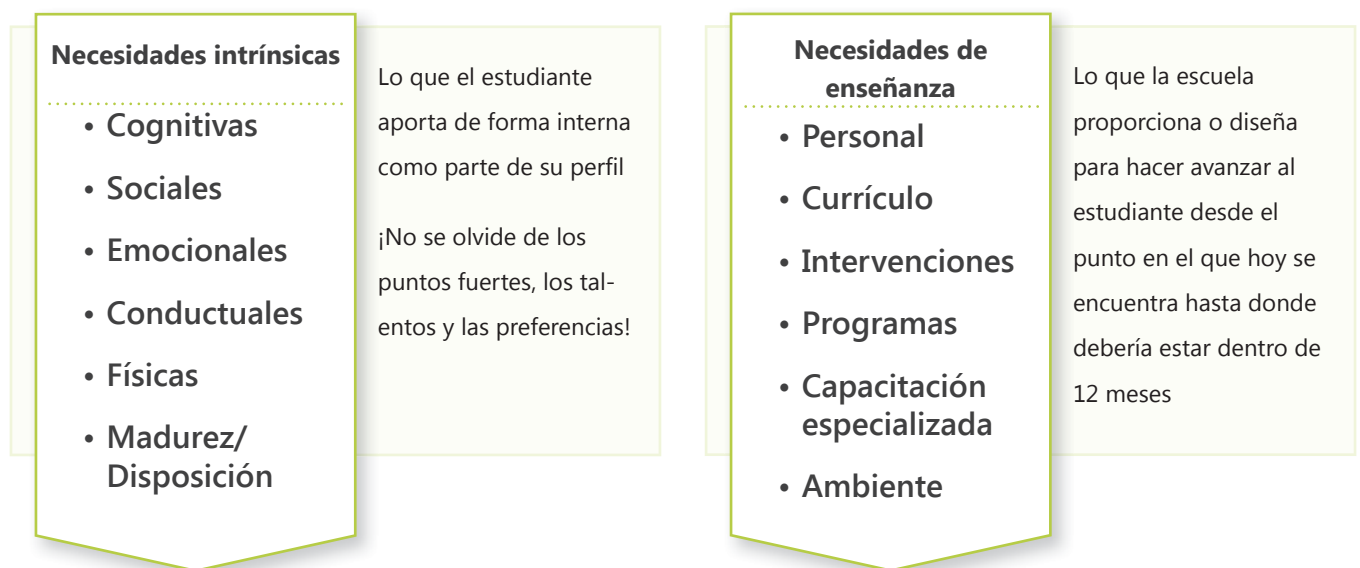 Necesidades intrínsicas
• Cognitivas
• Sociales
• Emocionales
• Conductuales
• Físicas
• Madurez/
Disposición
Lo que el estudiante
aporta de forma interna
como parte de su perfil
¡No se olvide de los
puntos fuertes, los tal-
entos y las preferencias!
Necesidades de
enseñanza
• Personal
• Currículo
• Intervenciones
• Programas
• Capacitación
especializada
• Ambiente
Lo que la escuela
proporciona o diseña
para hacer avanzar al
estudiante desde el
punto en el que hoy se
encuentra hasta donde
debería estar dentro de
12 meses